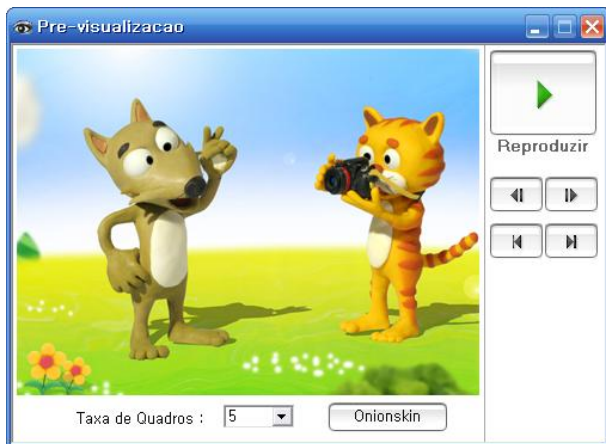 Pre-visualizacao
Reproduzir
Taxa de Quadros :
5
Onionskin